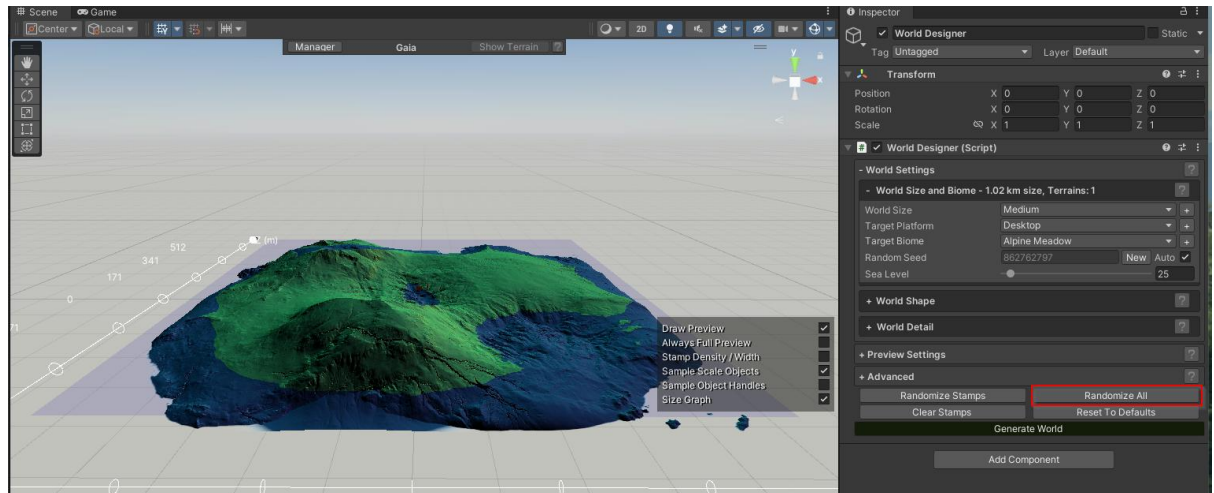 Scene Game
Center Local 2D
Manager Gaia Show Terrain ?
y
x
(m)
512
341
171
0
71
Draw Preview
Always Full Preview
Stamp Density / Width
Sample Scale Objects
Sample Object Handles
Size Graph
Inspector
World Designer Static
Tag Untagged Layer Default
Transform
Position X 0 Y 0 Z 0
Rotation X 0 Y 0 Z 0
Scale X 1 Y 1 Z 1
# World Designer (Script)
- World Settings ?
- World Size and Biome - 1.02 km size, Terrains: 1 ?
World Size Medium +
Target Platform Desktop +
Target Biome Alpine Meadow +
Random Seed 862762797 New Auto
Sea Level 25
+ World Shape ?
+ World Detail ?
+ Preview Settings ?
+ Advanced ?
Randomize Stamps Randomize All
Clear Stamps Reset To Defaults
Generate World
Add Component